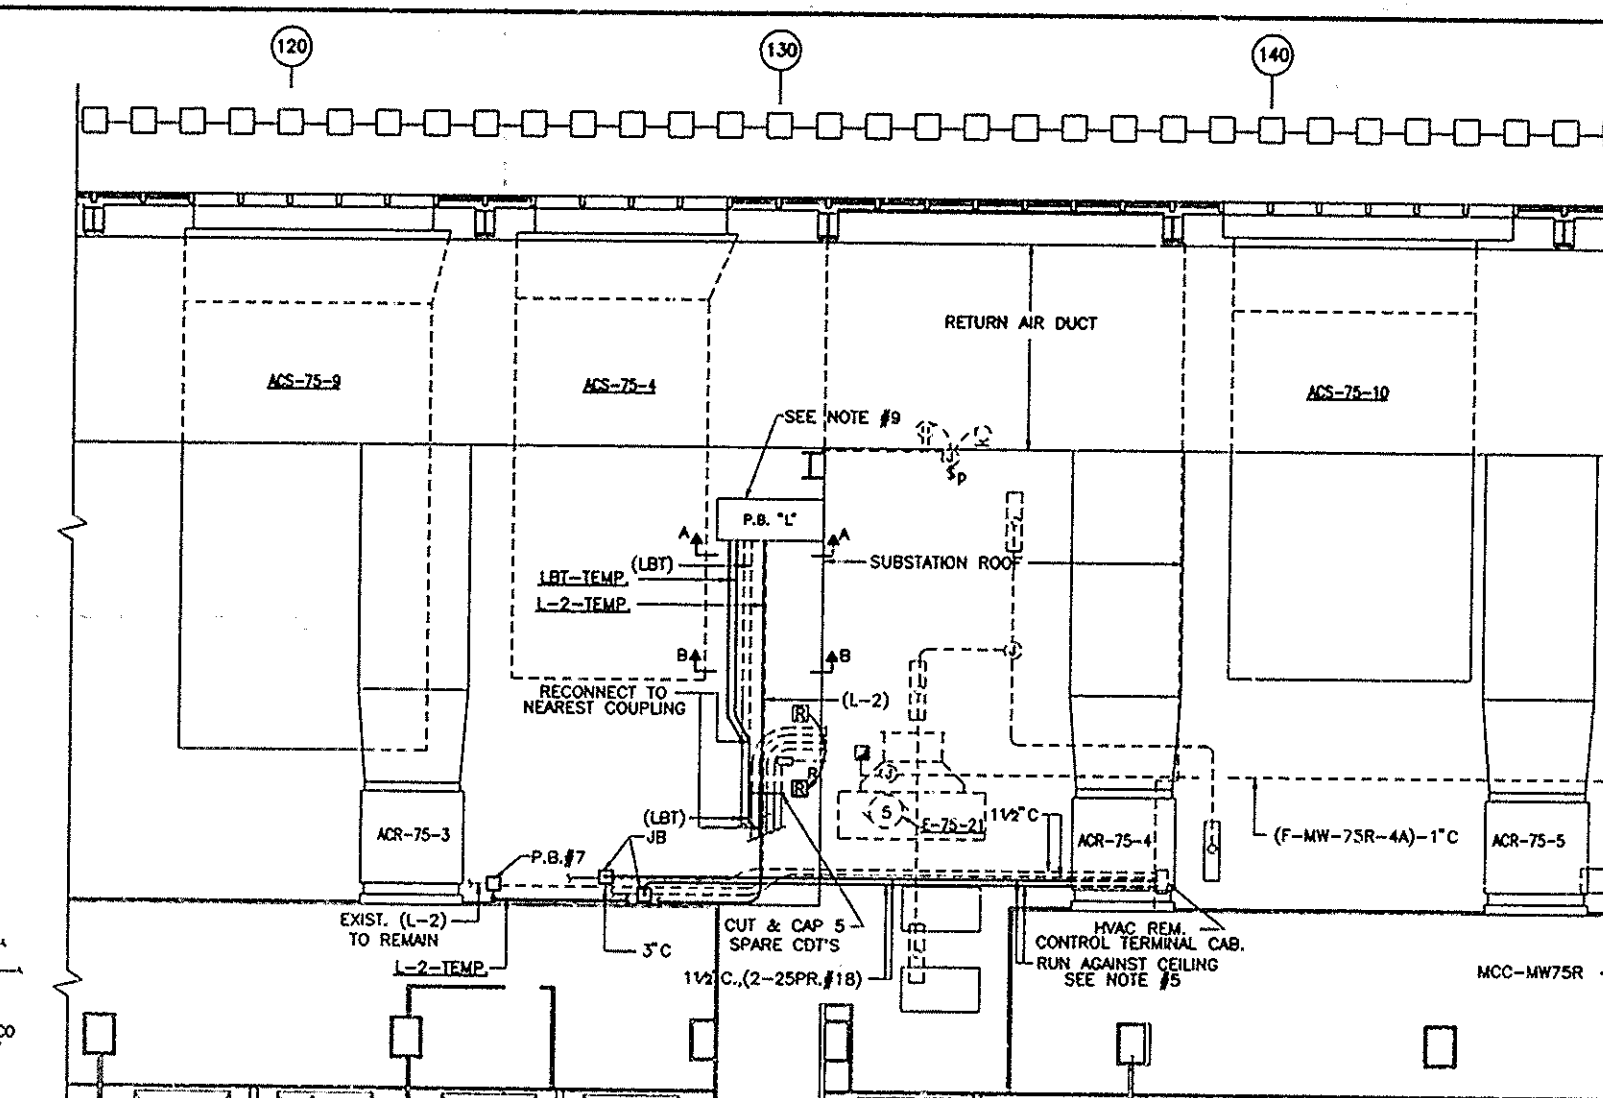 120
130
140
RETURN AIR DUCT
ACS-75-9
ACS-75-4
ACS-75-10
SEE NOTE #9
J
K
$p
P.B. "L"
A
A
(LBT)
SUBSTATION ROOF
LBT-TEMP.
L-2-TEMP.
J
B
B
RECONNECT TO
NEAREST COUPLING
(L-2)
R
R
R
J
5
E-75-21
1½"C
(LBT)
JB
(F-MW-75R-4A)-1"C
ACR-75-3
ACR-75-4
ACR-75-5
P.B.#7
EXIST. (L-2)
TO REMAIN
CUT & CAP 5
SPARE CDT'S
HVAC REM.
CONTROL TERMINAL CAB.
3"C
L-2-TEMP.
1½"C.,(2-25PR.#18)
RUN AGAINST CEILING
SEE NOTE #5
MCC-MW75R
CO